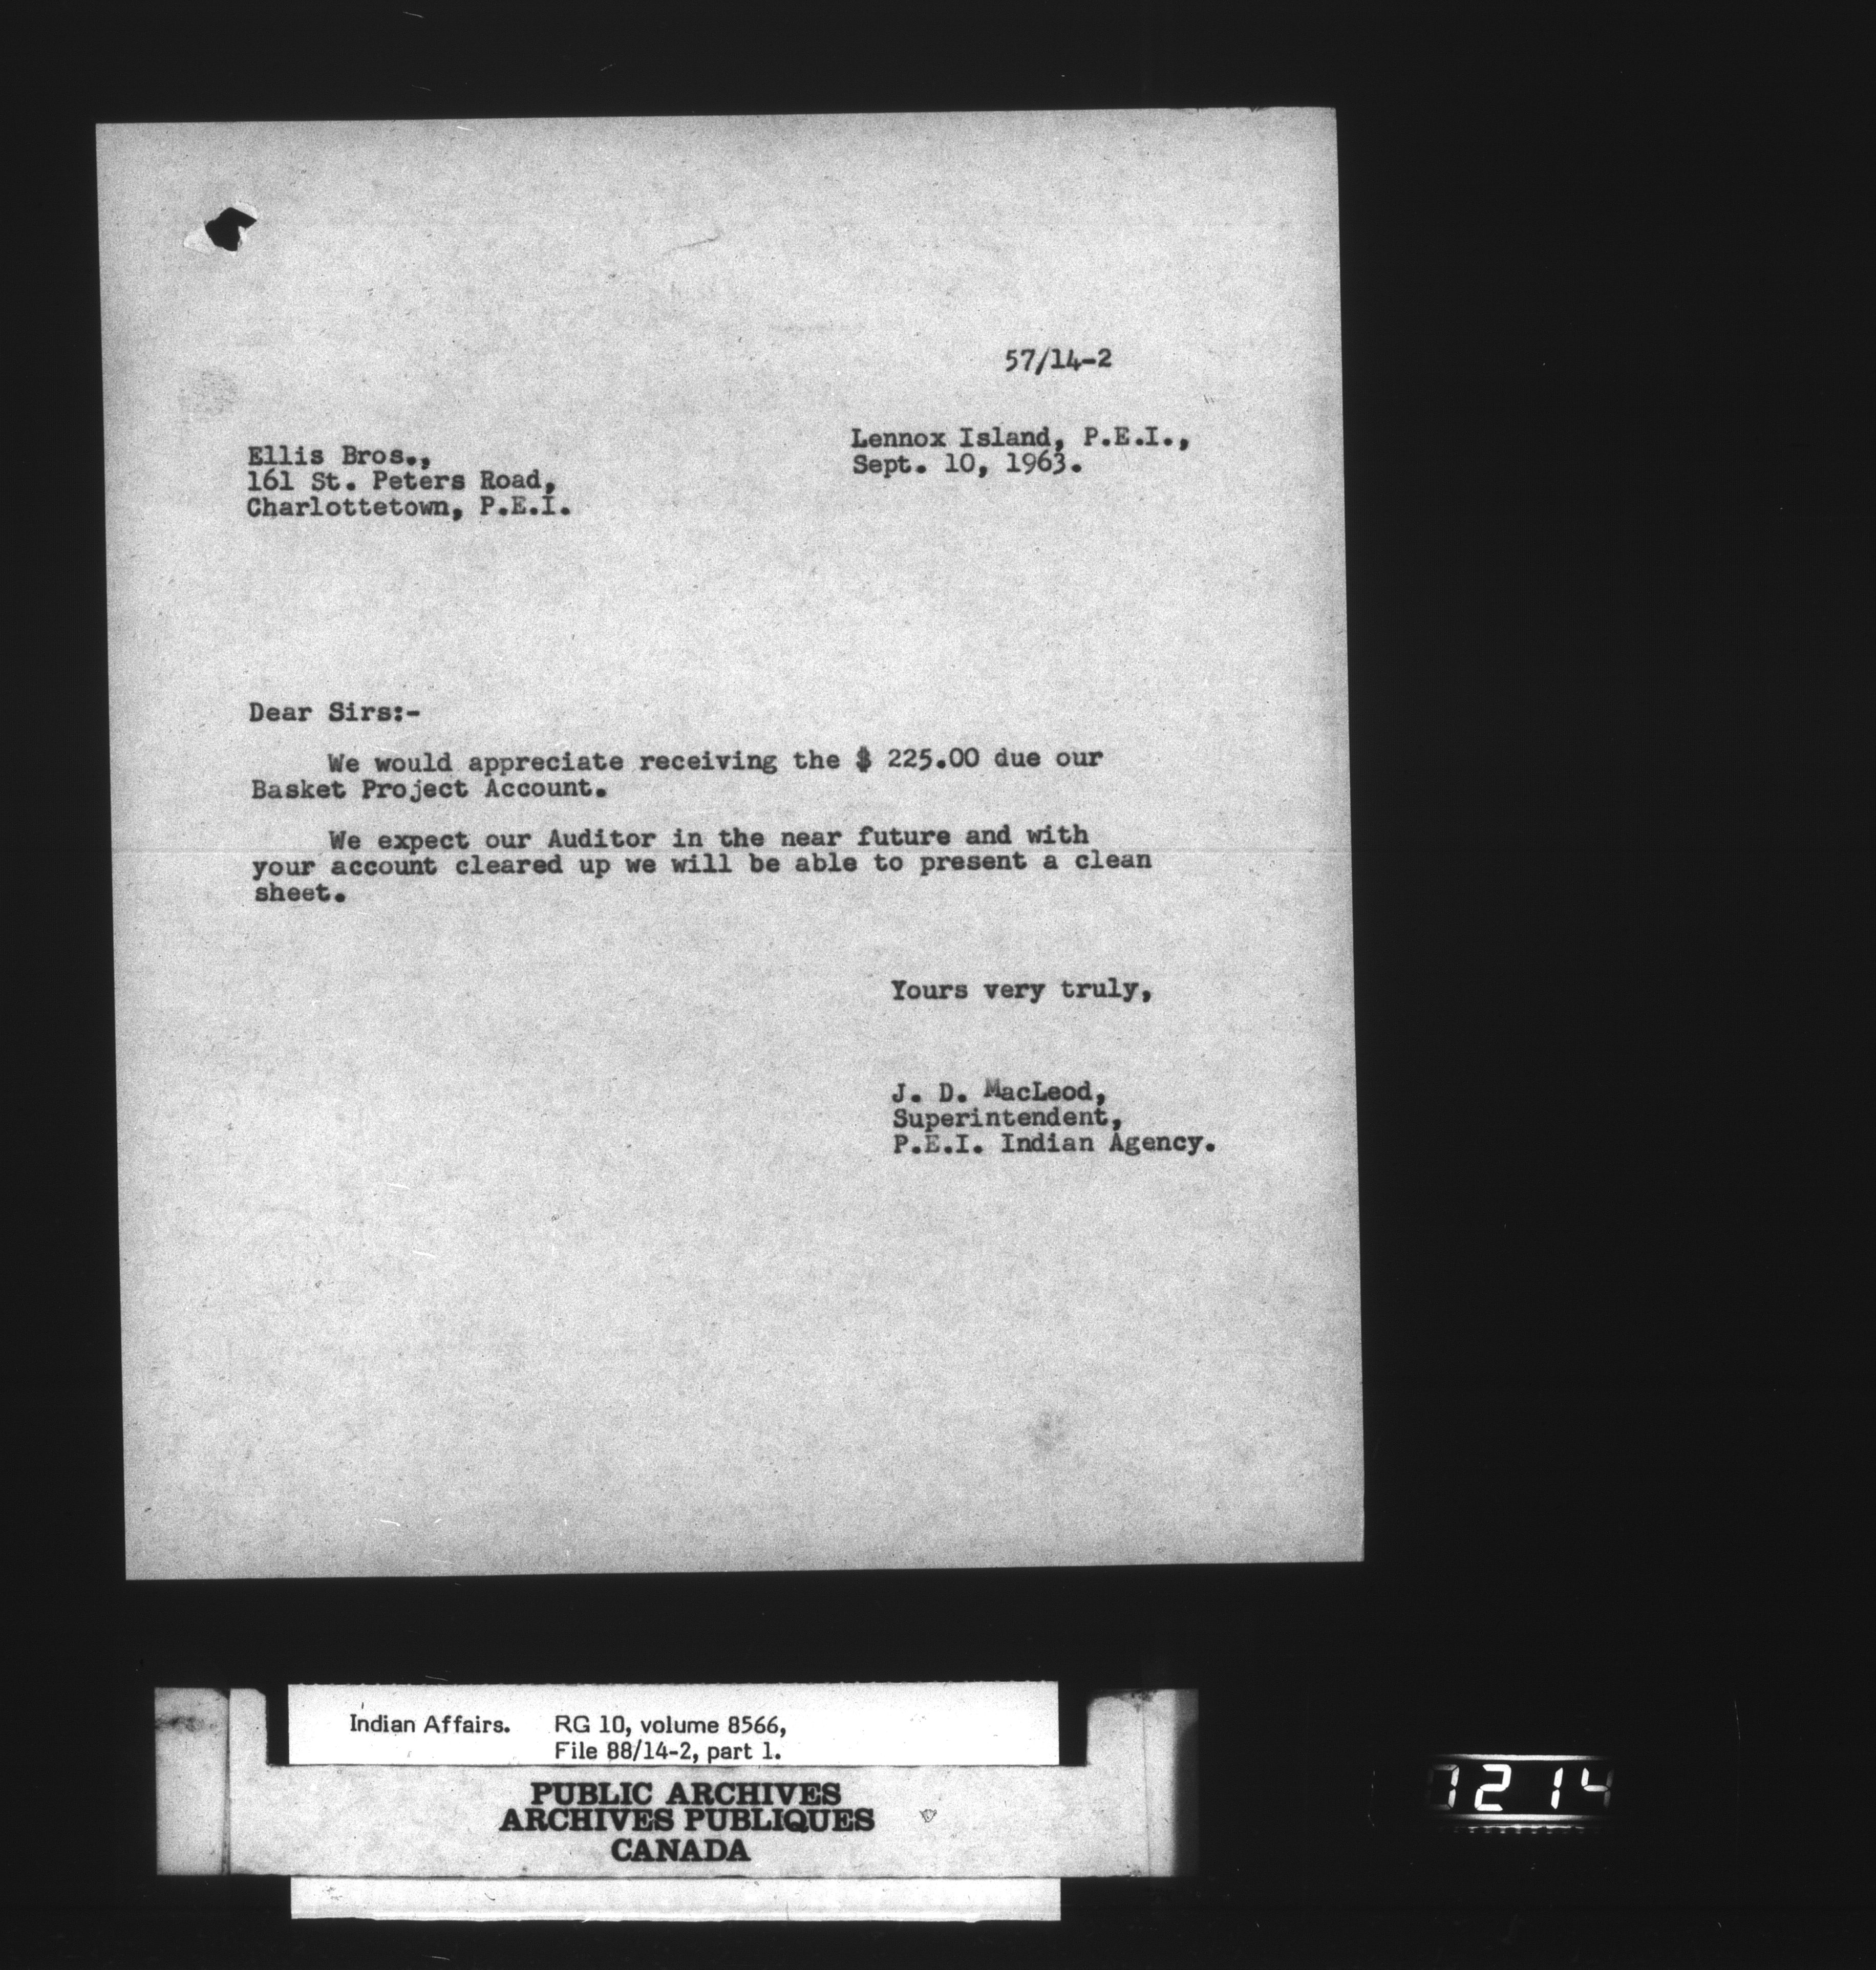 57/14-2
Lennox Island, P.E.I.,
Sept. 10, 1963.
Ellis Bros.,
161 St. Peters Road,
Charlottetown, P.E.I.
Dear Sirs:-
We would appreciate receiving the $ 225.00 due our
Basket Project Account.
We expect our Auditor in the near future and with
your account cleared up we will be able to present a clean
sheet.
Yours very truly,
J. D. MacLeod,
Superintendent,
P.E.I. Indian Agency.
Indian Affairs. RG 10, volume 8566,
File 88/14-2, part 1.
PUBLIC ARCHIVES
ARCHIVES PUBLIQUES
CANADA
1214